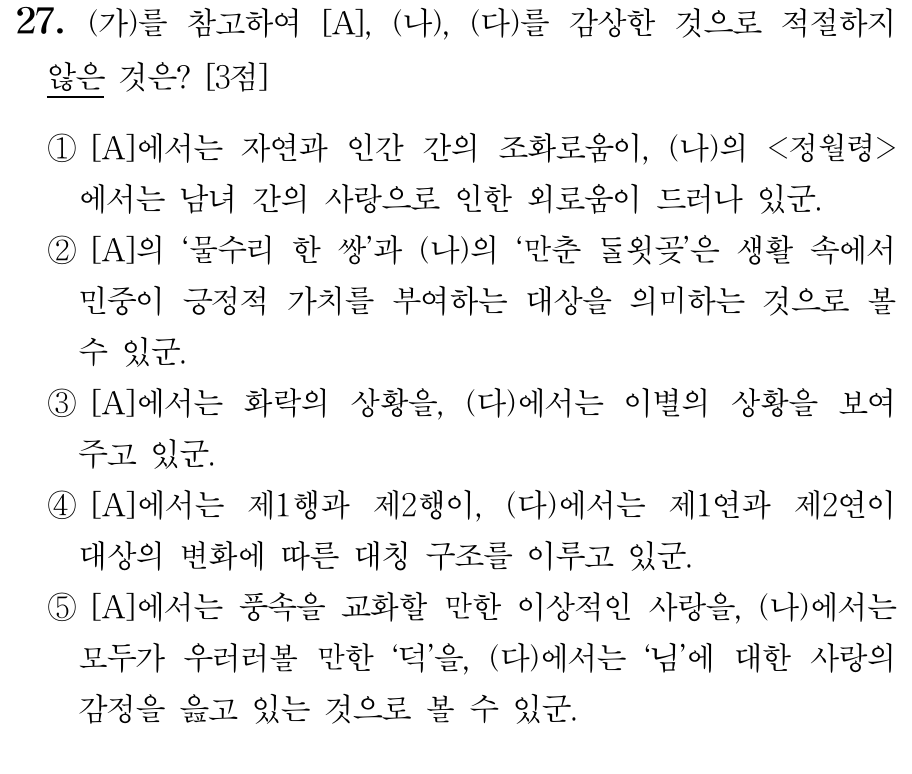 27. (가)를 참고하여 [A], (나), (다)를 감상한 것으로 적절하지
않은 것은? [3점]
① [A]에서는 자연과 인간 간의 조화로움이, (나)의 <정월령>
에서는 남녀 간의 사랑으로 인한 외로움이 드러나 있군.
② [A]의 ‘물수리 한 쌍’과 (나)의 ‘만춘 ᄃᆞᆯ욋곶’은 생활 속에서
민중이 긍정적 가치를 부여하는 대상을 의미하는 것으로 볼
수 있군.
③ [A]에서는 화락의 상황을, (다)에서는 이별의 상황을 보여
주고 있군.
④ [A]에서는 제1행과 제2행이, (다)에서는 제1연과 제2연이
대상의 변화에 따른 대칭 구조를 이루고 있군.
⑤ [A]에서는 풍속을 교화할 만한 이상적인 사랑을, (나)에서는
모두가 우러러볼 만한 ‘덕’을, (다)에서는 ‘님’에 대한 사랑의
감정을 읊고 있는 것으로 볼 수 있군.